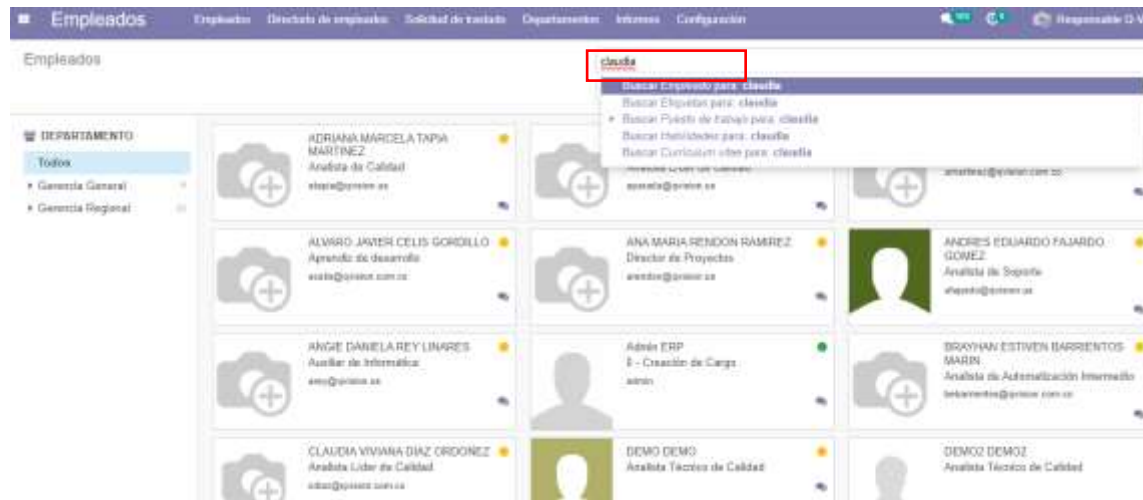 Empleados
Empleados Directorio de empleados Solicitud de traslado Departamentos Informes Configuración
Responsable
Empleados
claudia
Buscar Empleado para: claudia
Buscar Etiquetas para: claudia
Buscar Puesto de trabajo para: claudia
Buscar Habilidades para: claudia
Buscar Currículum vitae para: claudia
DEPARTAMENTO
Todos
Gerencia General
Gerencia Regional
ADRIANA MARCELA TAPIA
MARTINEZ
Analista de Calidad
ALVARO JAVIER CELIS GORDILLO
Aprendiz de desarrollo
ANA MARIA RENDON RAMIREZ
Director de Proyectos
ANDRES EDUARDO FAJARDO
GOMEZ
Analista de Soporte
ANGIE DANIELA REY LINARES
Auxiliar de Informática
Admin ERP
0 - Creación de Cargo
admin
BRAYHAN ESTIVEN BARRIENTOS
MARIN
Analista de Automatización Intermedio
CLAUDIA VIVIANA DIAZ ORDOÑEZ
Analista Líder de Calidad
DEMO DEMO
Analista Técnico de Calidad
DEMO2 DEMO2
Analista Técnico de Calidad